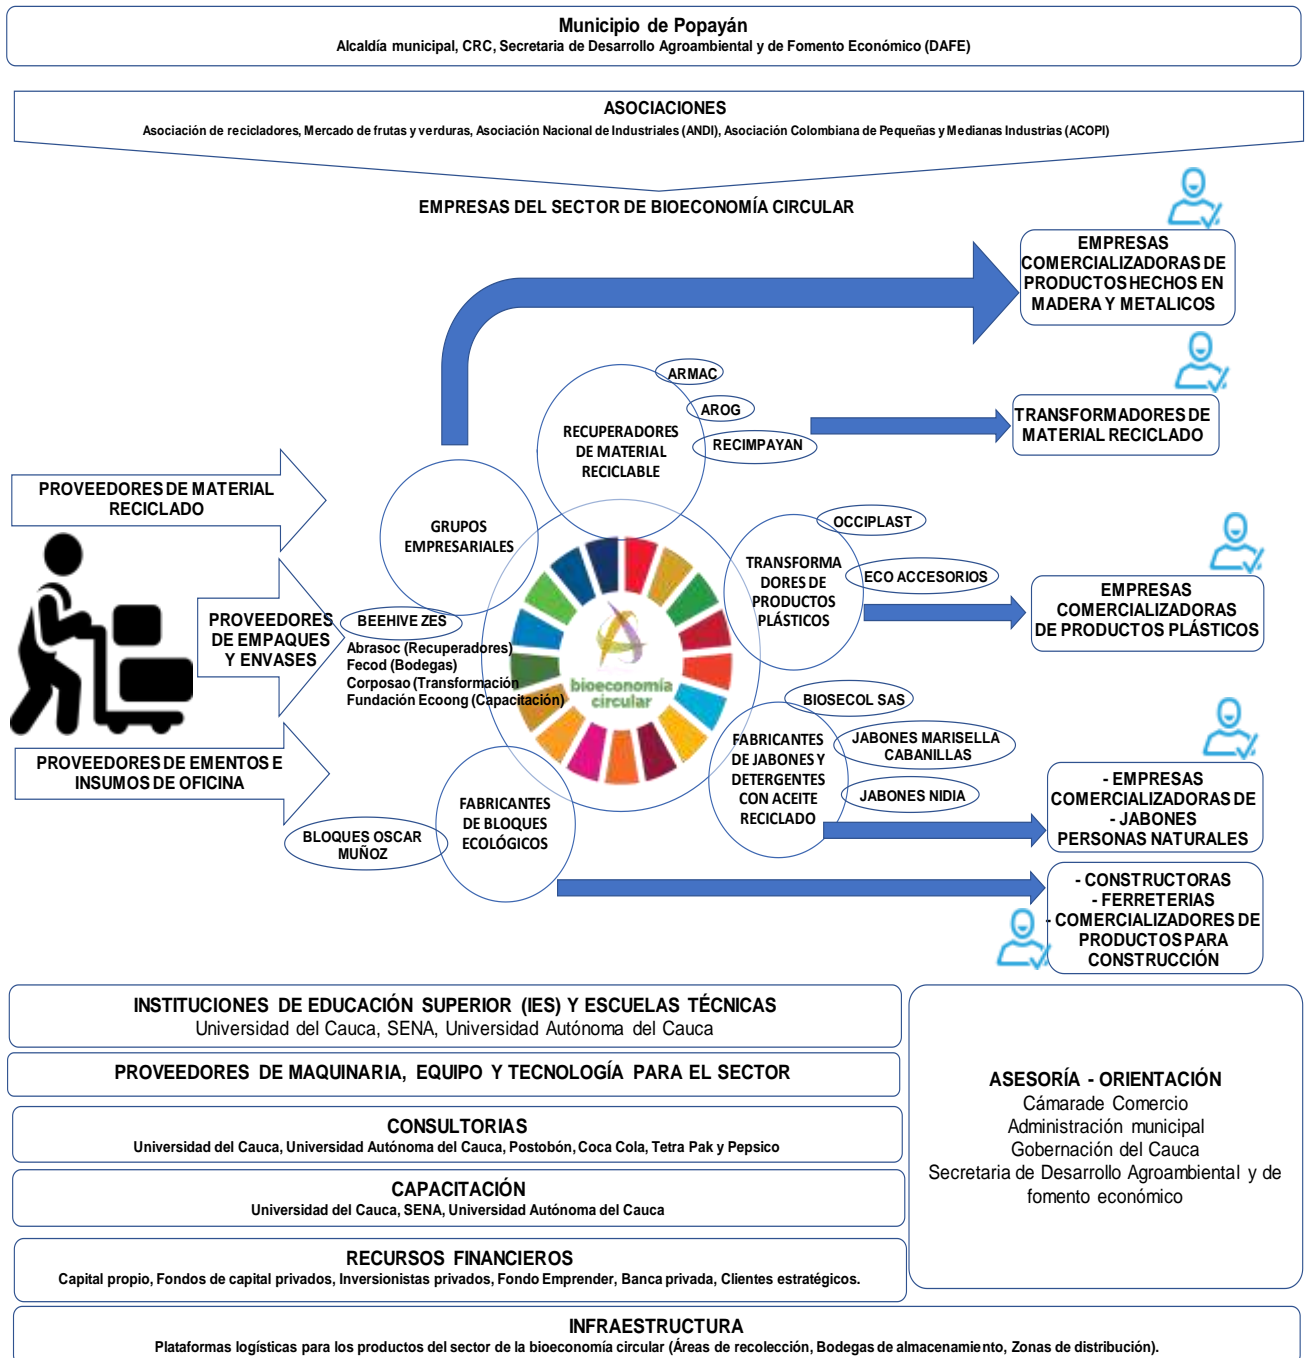 Municipio de Popayán
Alcaldía municipal, CRC, Secretaria de Desarrollo Agroambiental y de Fomento Económico (DAFE)
ASOCIACIONES
Asociación de recicladores, Mercado de frutas y verduras, Asociación Nacional de Industriales (ANDI), Asociación Colombiana de Pequeñas y Medianas Industrias (ACOPI)
EMPRESAS DEL SECTOR DE BIOECONOMÍA CIRCULAR
EMPRESAS
COMERCIALIZADORAS DE
PRODUCTOS HECHOS EN
MADERA Y METALICOS
ARMAC
AROG
RECIMPAYAN
RECUPERADORES
DE MATERIAL
RECICLABLE
TRANSFORMADORES DE
MATERIAL RECICLADO
PROVEEDORES DE MATERIAL
RECICLADO
GRUPOS
EMPRESARIALES
OCCIPLAST
ECO ACCESORIOS
TRANSFORMA
DORES DE
PRODUCTOS
PLÁSTICOS
EMPRESAS
COMERCIALIZADORAS
DE PRODUCTOS PLÁSTICOS
PROVEEDORES
DE EMPAQUES
Y ENVASES
BEEHIVE ZES
Abrasoc (Recuperadores)
Fecod (Bodegas)
Corposao (Transformación
Fundación Ecoong (Capacitación)
bioeconomía
circular
BIOSECOL SAS
JABONES MARISELLA
CABANILLAS
JABONES NIDIA
FABRICANTES
DE JABONES Y
DETERGENTES
CON ACEITE
RECICLADO
PROVEEDORES DE EMENTOS E
INSUMOS DE OFICINA
- EMPRESAS
COMERCIALIZADORAS DE
- JABONES
PERSONAS NATURALES
FABRICANTES
DE BLOQUES
ECOLÓGICOS
BLOQUES OSCAR
MUÑOZ
- CONSTRUCTORAS
- FERRETERIAS
- COMERCIALIZADORES DE
PRODUCTOS PARA
CONSTRUCCIÓN
INSTITUCIONES DE EDUCACIÓN SUPERIOR (IES) Y ESCUELAS TÉCNICAS
Universidad del Cauca, SENA, Universidad Autónoma del Cauca
PROVEEDORES DE MAQUINARIA, EQUIPO Y TECNOLOGÍA PARA EL SECTOR
CONSULTORIAS
Universidad del Cauca, Universidad Autónoma del Cauca, Postobón, Coca Cola, Tetra Pak y Pepsico
CAPACITACIÓN
Universidad del Cauca, SENA, Universidad Autónoma del Cauca
RECURSOS FINANCIEROS
Capital propio, Fondos de capital privados, Inversionistas privados, Fondo Emprender, Banca privada, Clientes estratégicos.
ASESORÍA - ORIENTACIÓN
Cámarade Comercio
Administración municipal
Gobernación del Cauca
Secretaria de Desarrollo Agroambiental y de
fomento económico
INFRAESTRUCTURA
Plataformas logísticas para los productos del sector de la bioeconomía circular (Áreas de recolección, Bodegas de almacenamiento, Zonas de distribución).